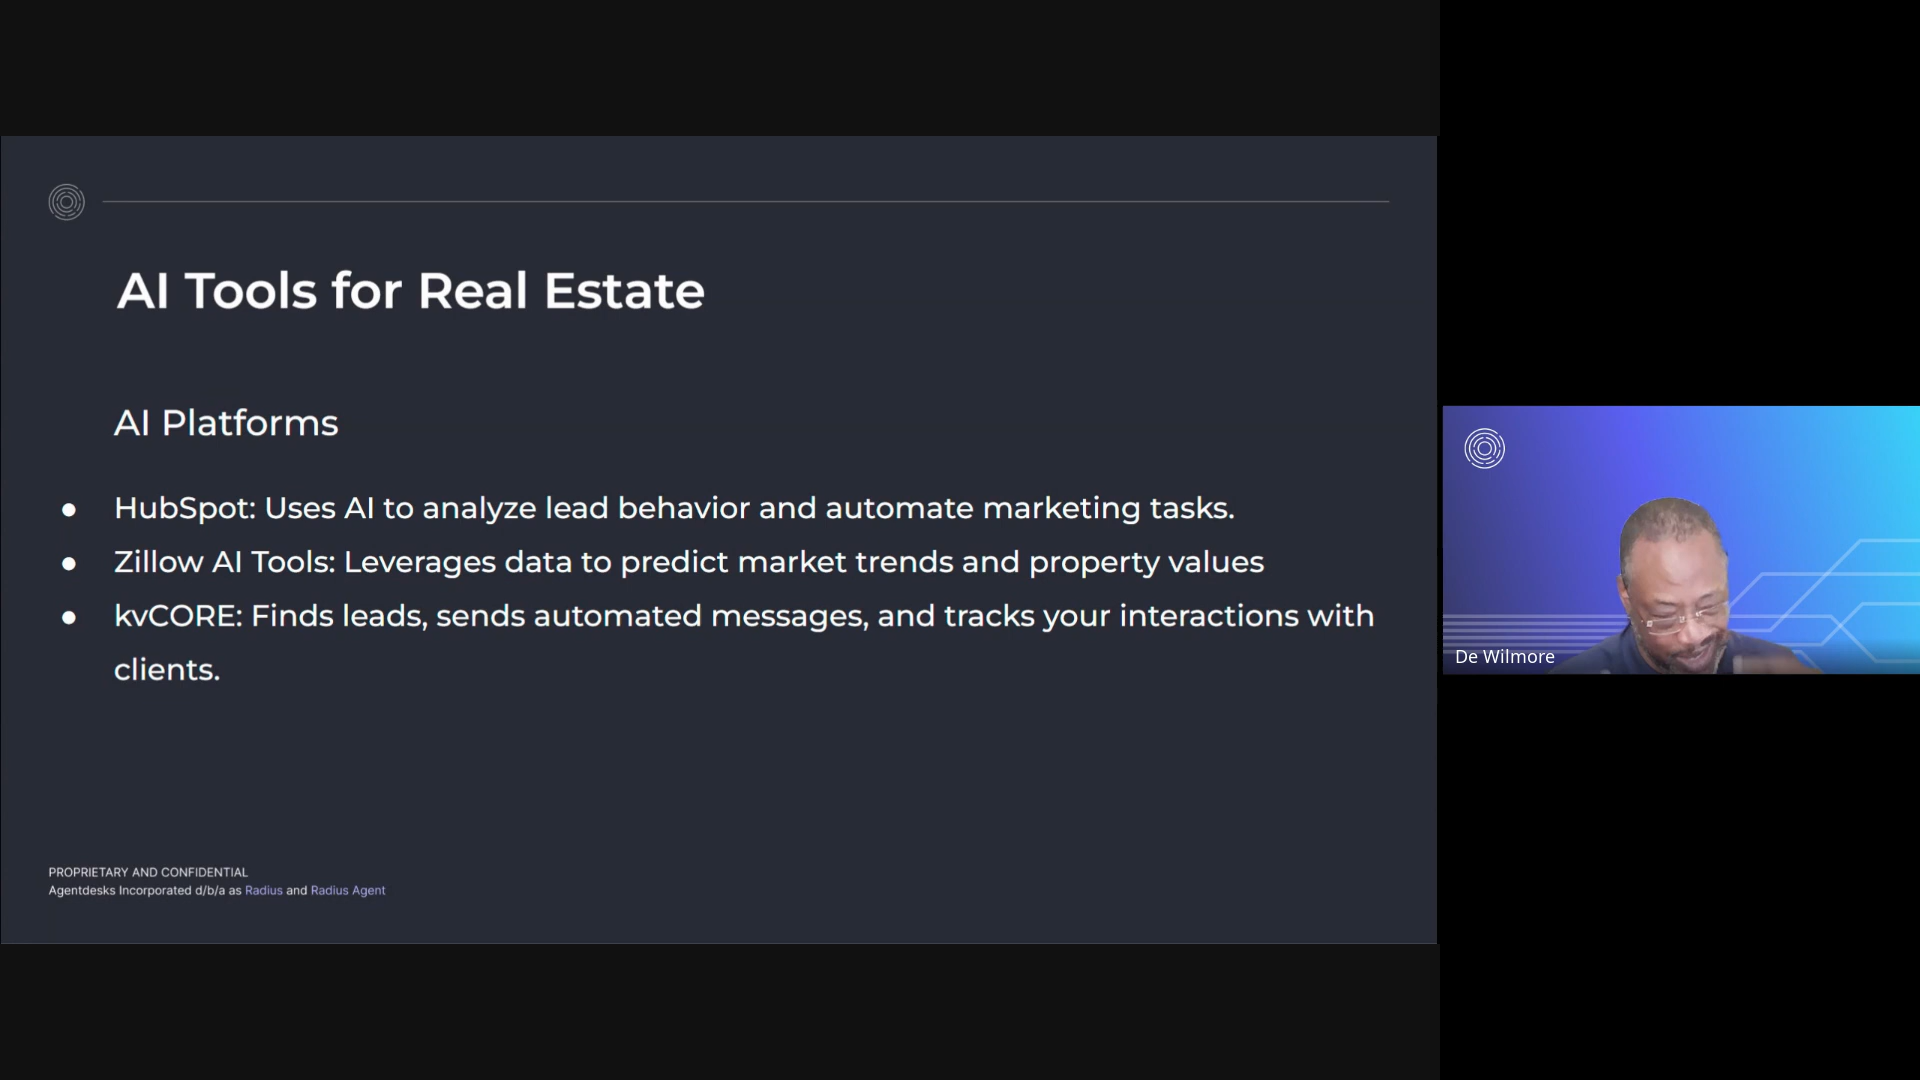 AI Tools for Real Estate
AI Platforms
● HubSpot: Uses AI to analyze lead behavior and automate marketing tasks.
● Zillow AI Tools: Leverages data to predict market trends and property values
● kvCORE: Finds leads, sends automated messages, and tracks your interactions with
clients.
PROPRIETARY AND CONFIDENTIAL
Agentdesks Incorporated d/b/a as Radius and Radius Agent
De Wilmore